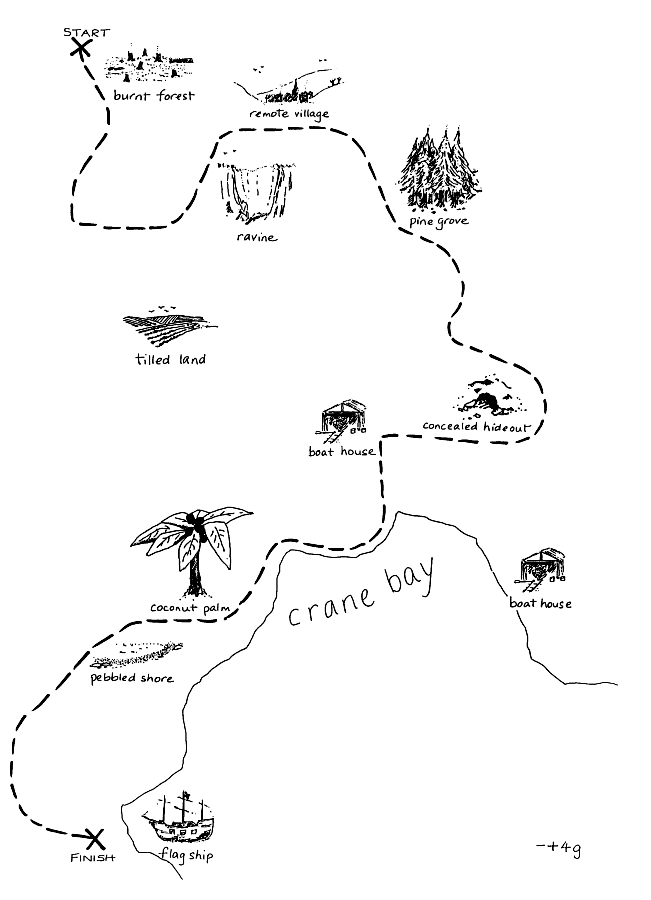 START
burnt forest
remote village
pine grove
ravine
tilled land
concealed hideout
boat house
crane bay
boat house
coconut palm
pebbled shore
flag ship
FINISH
-+4g